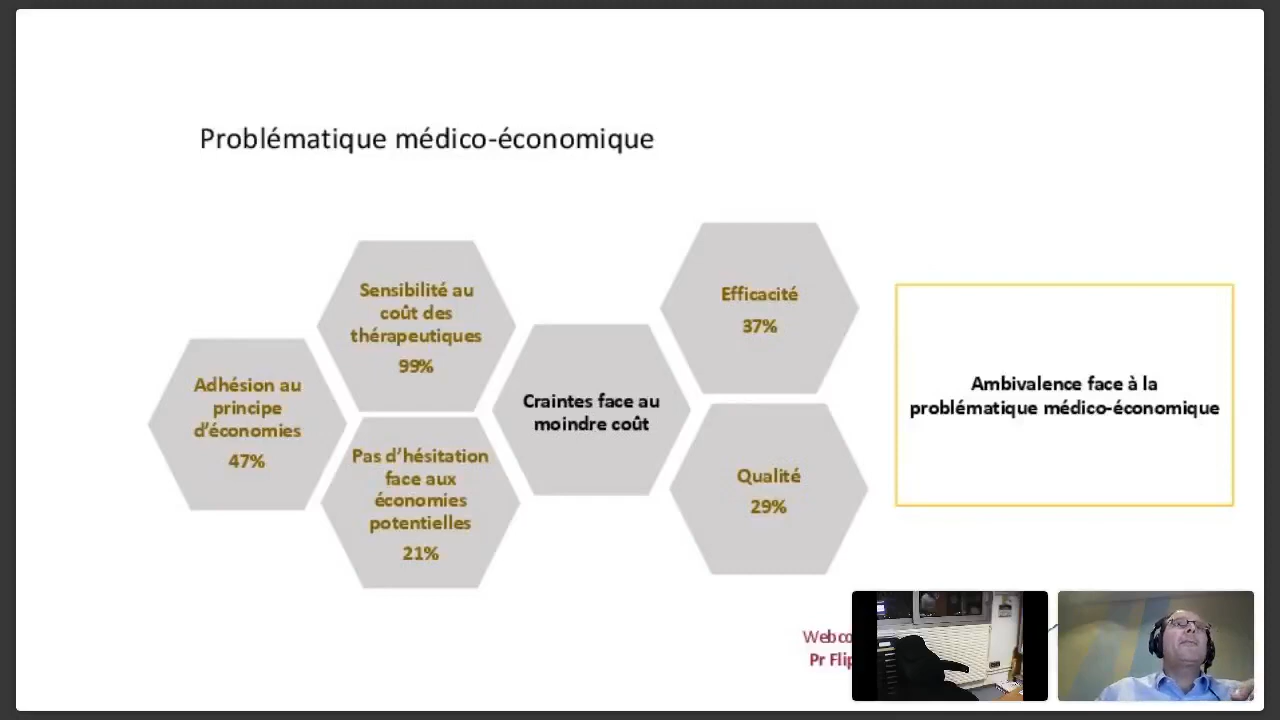 Problématique médico-économique
Adhésion au
principe
d'économies
47%
Sensibilité au
coût des
thérapeutiques
99%
Pas d'hésitation
face aux
économies
potentielles
21%
Craintes face au
moindre coût
Efficacité
37%
Qualité
29%
Ambivalence face à la
problématique médico-économique
Pr